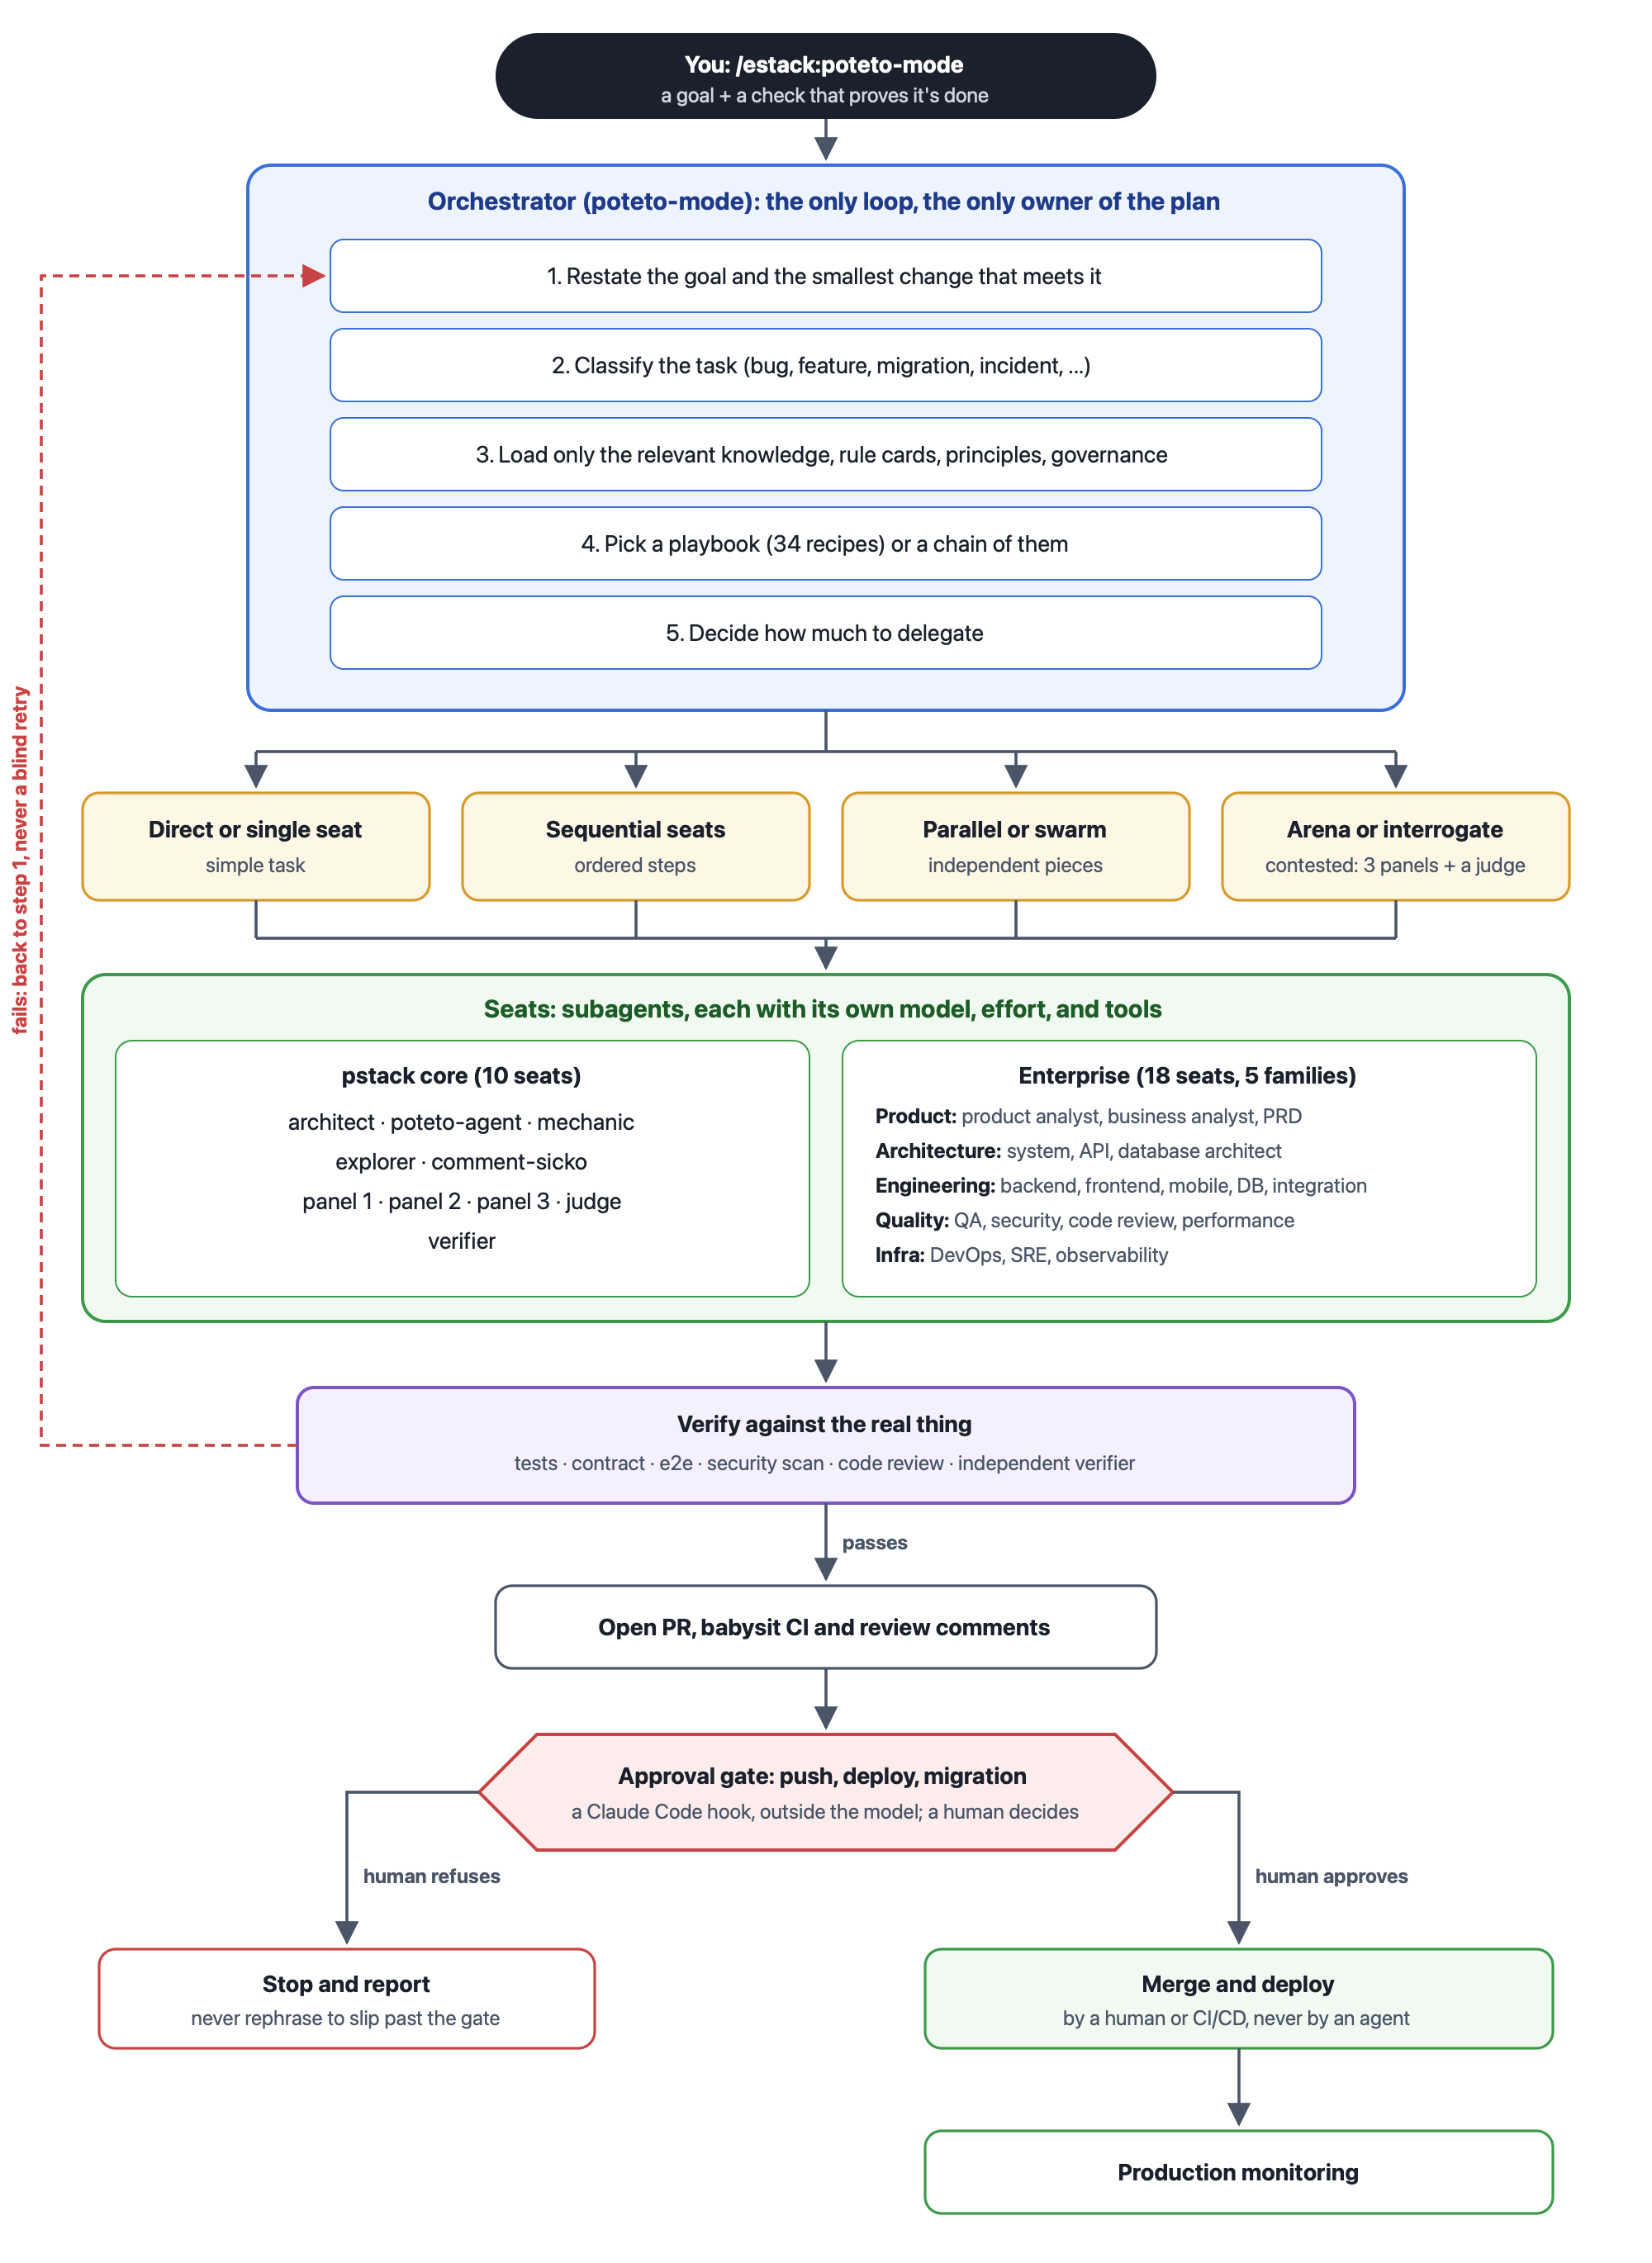 You: /estack:poteto-mode
a goal + a check that proves it's done
Orchestrator (poteto-mode): the only loop, the only owner of the plan
1. Restate the goal and the smallest change that meets it
2. Classify the task (bug, feature, migration, incident, ...)
3. Load only the relevant knowledge, rule cards, principles, governance
4. Pick a playbook (34 recipes) or a chain of them
5. Decide how much to delegate
fails: back to step 1, never a blind retry
Direct or single seat
simple task
Sequential seats
ordered steps
Parallel or swarm
independent pieces
Arena or interrogate
contested: 3 panels + a judge
Seats: subagents, each with its own model, effort, and tools
pstack core (10 seats)
architect · poteto-agent · mechanic
explorer · comment-sicko
panel 1 · panel 2 · panel 3 · judge
verifier
Enterprise (18 seats, 5 families)
Product: product analyst, business analyst, PRD
Architecture: system, API, database architect
Engineering: backend, frontend, mobile, DB, integration
Quality: QA, security, code review, performance
Infra: DevOps, SRE, observability
Verify against the real thing
tests · contract · e2e · security scan · code review · independent verifier
passes
Open PR, babysit CI and review comments
Approval gate: push, deploy, migration
a Claude Code hook, outside the model; a human decides
human refuses
human approves
Stop and report
never rephrase to slip past the gate
Merge and deploy
by a human or CI/CD, never by an agent
Production monitoring